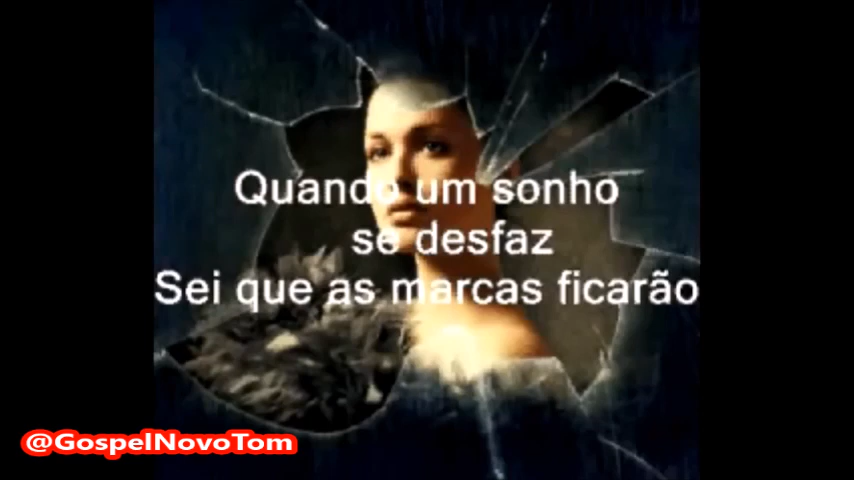 Quando um sonho
se desfaz
Sei que as marcas ficarão
@GospelNovoTom